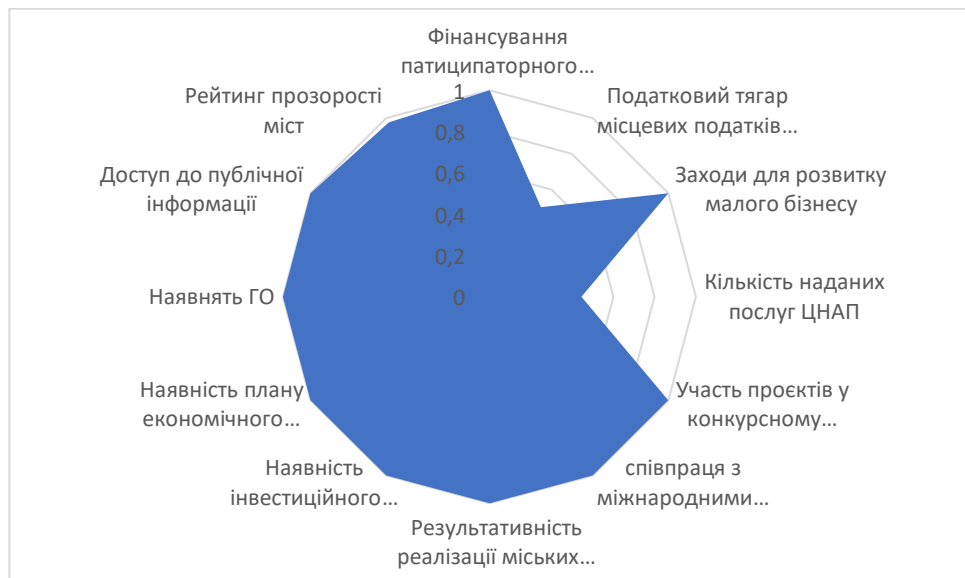 Фінансування
патиципаторного...
Податковий тягар
місцевих податків...
Заходи для розвитку
малого бізнесу
Кількість наданих
послуг ЦНАП
Участь проєктів у
конкурсному...
співпраця з
міжнародними...
Результативність
реалізації міських...
Наявність
інвестиційного...
Наявність плану
економічного...
Наявнять ГО
Доступ до публічної
інформації
Рейтинг прозорості
міст
1
0,8
0,6
0,4
0,2
0